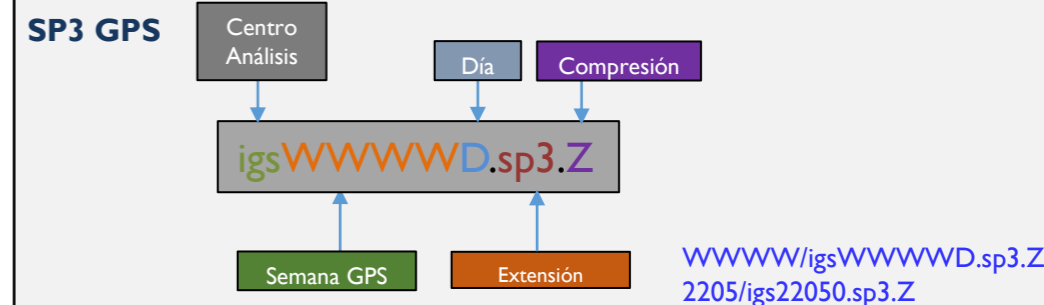 SP3 GPS
Centro
Análisis
Día
Compresión
igsWWWWD.sp3.Z
Semana GPS
Extensión
WWWW/igsWWWWD.sp3.Z
2205/igs22050.sp3.Z